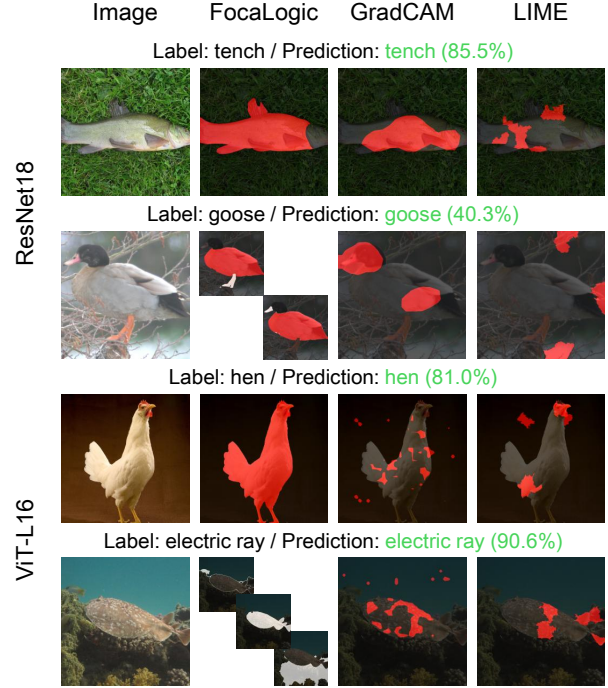 Image FocaLogic GradCAM LIME
Label: tench / Prediction: tench (85.5%)
ResNet18
Label: goose / Prediction: goose (40.3%)
Label: hen / Prediction: hen (81.0%)
ViT-L16
Label: electric ray / Prediction: electric ray (90.6%)